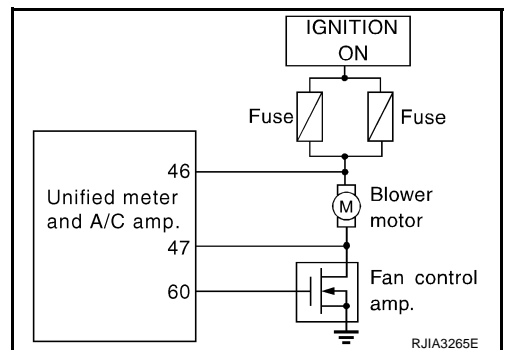 IGNITION
ON
Fuse
Fuse
46
Unified meter
and A/C amp.
Blower
motor
M
47
60
Fan control
amp.
RJIA3265E